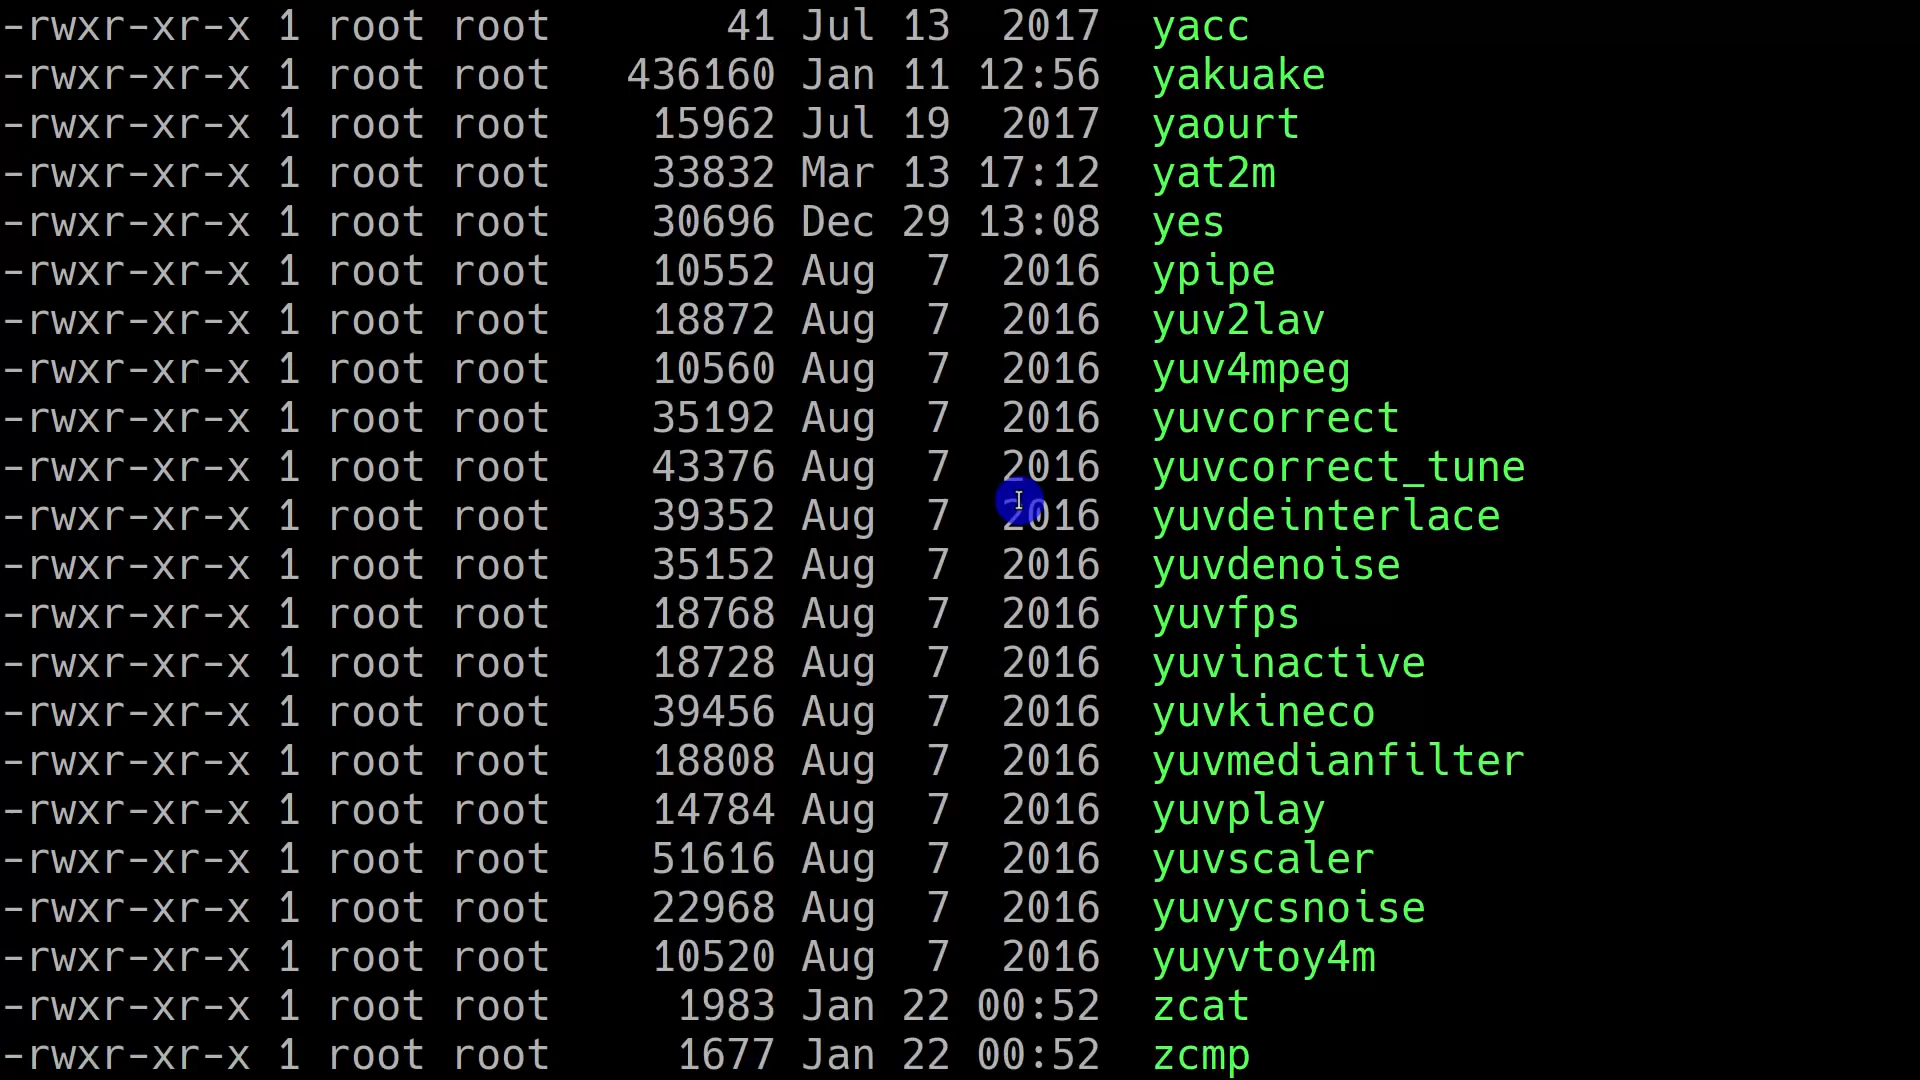 -rwxr-xr-x 1 root root 41 Jul 13 2017 yacc
-rwxr-xr-x 1 root root 436160 Jan 11 12:56 yakuake
-rwxr-xr-x 1 root root 15962 Jul 19 2017 yaourt
-rwxr-xr-x 1 root root 33832 Mar 13 17:12 yat2m
-rwxr-xr-x 1 root root 30696 Dec 29 13:08 yes
-rwxr-xr-x 1 root root 10552 Aug 7 2016 ypipe
-rwxr-xr-x 1 root root 18872 Aug 7 2016 yuv2lav
-rwxr-xr-x 1 root root 10560 Aug 7 2016 yuv4mpeg
-rwxr-xr-x 1 root root 35192 Aug 7 2016 yuvcorrect
-rwxr-xr-x 1 root root 43376 Aug 7 2016 yuvcorrect_tune
-rwxr-xr-x 1 root root 39352 Aug 7 2016 yuvdeinterlace
-rwxr-xr-x 1 root root 35152 Aug 7 2016 yuvdenoise
-rwxr-xr-x 1 root root 18768 Aug 7 2016 yuvfps
-rwxr-xr-x 1 root root 18728 Aug 7 2016 yuvinactive
-rwxr-xr-x 1 root root 39456 Aug 7 2016 yuvkineco
-rwxr-xr-x 1 root root 18808 Aug 7 2016 yuvmedianfilter
-rwxr-xr-x 1 root root 14784 Aug 7 2016 yuvplay
-rwxr-xr-x 1 root root 51616 Aug 7 2016 yuvscaler
-rwxr-xr-x 1 root root 22968 Aug 7 2016 yuvycsnoise
-rwxr-xr-x 1 root root 10520 Aug 7 2016 yuyvtoy4m
-rwxr-xr-x 1 root root 1983 Jan 22 00:52 zcat
-rwxr-xr-x 1 root root 1677 Jan 22 00:52 zcmp